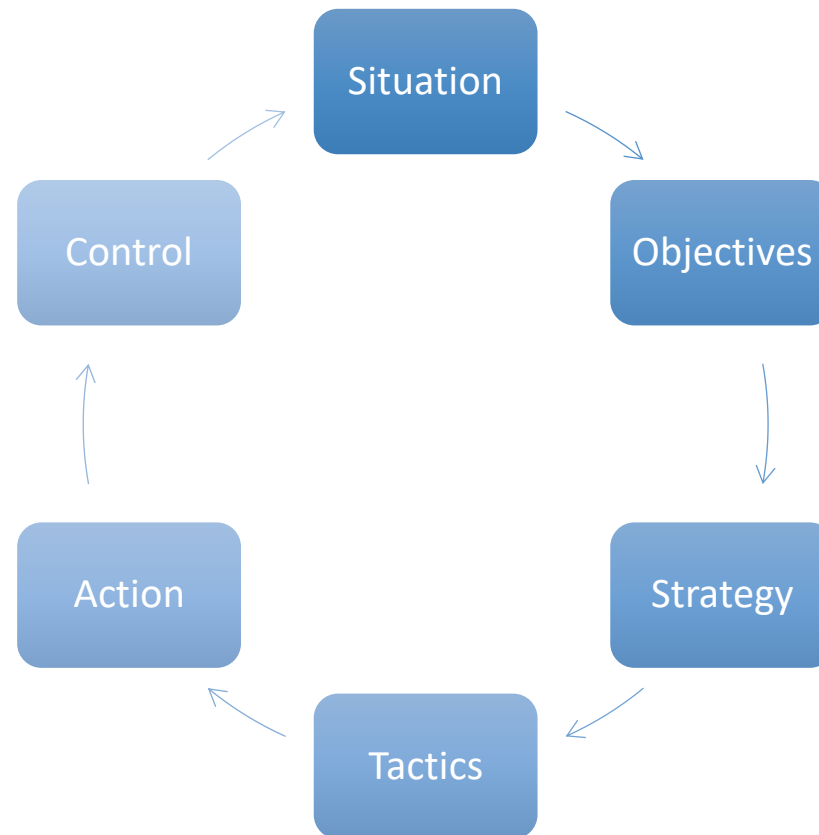 Situation
Objectives
Strategy
Tactics
Action
Control